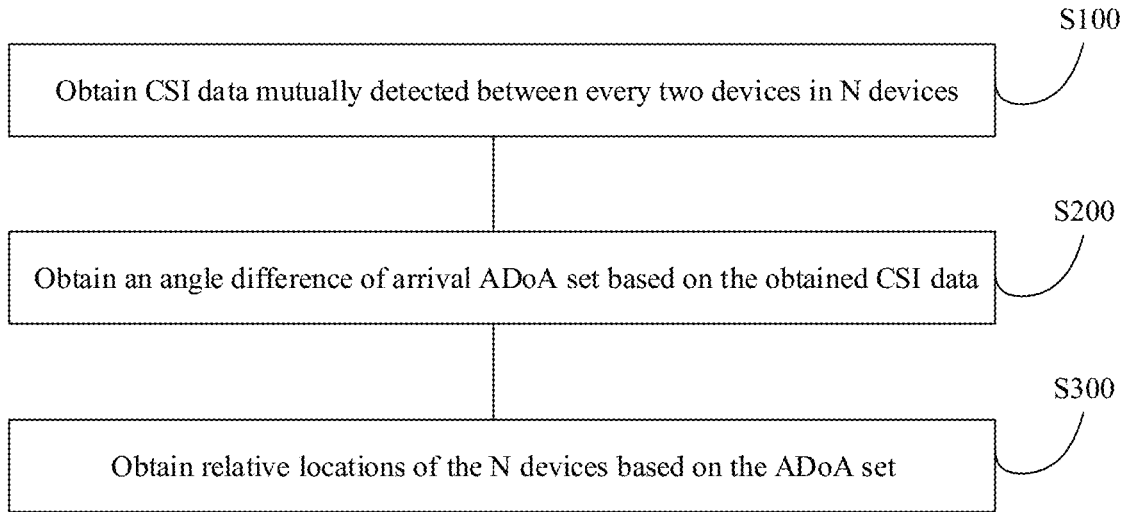 S100
Obtain CSI data mutually detected between every two devices in N devices
S200
Obtain an angle difference of arrival ADoA set based on the obtained CSI data
S300
Obtain relative locations of the N devices based on the ADoA set